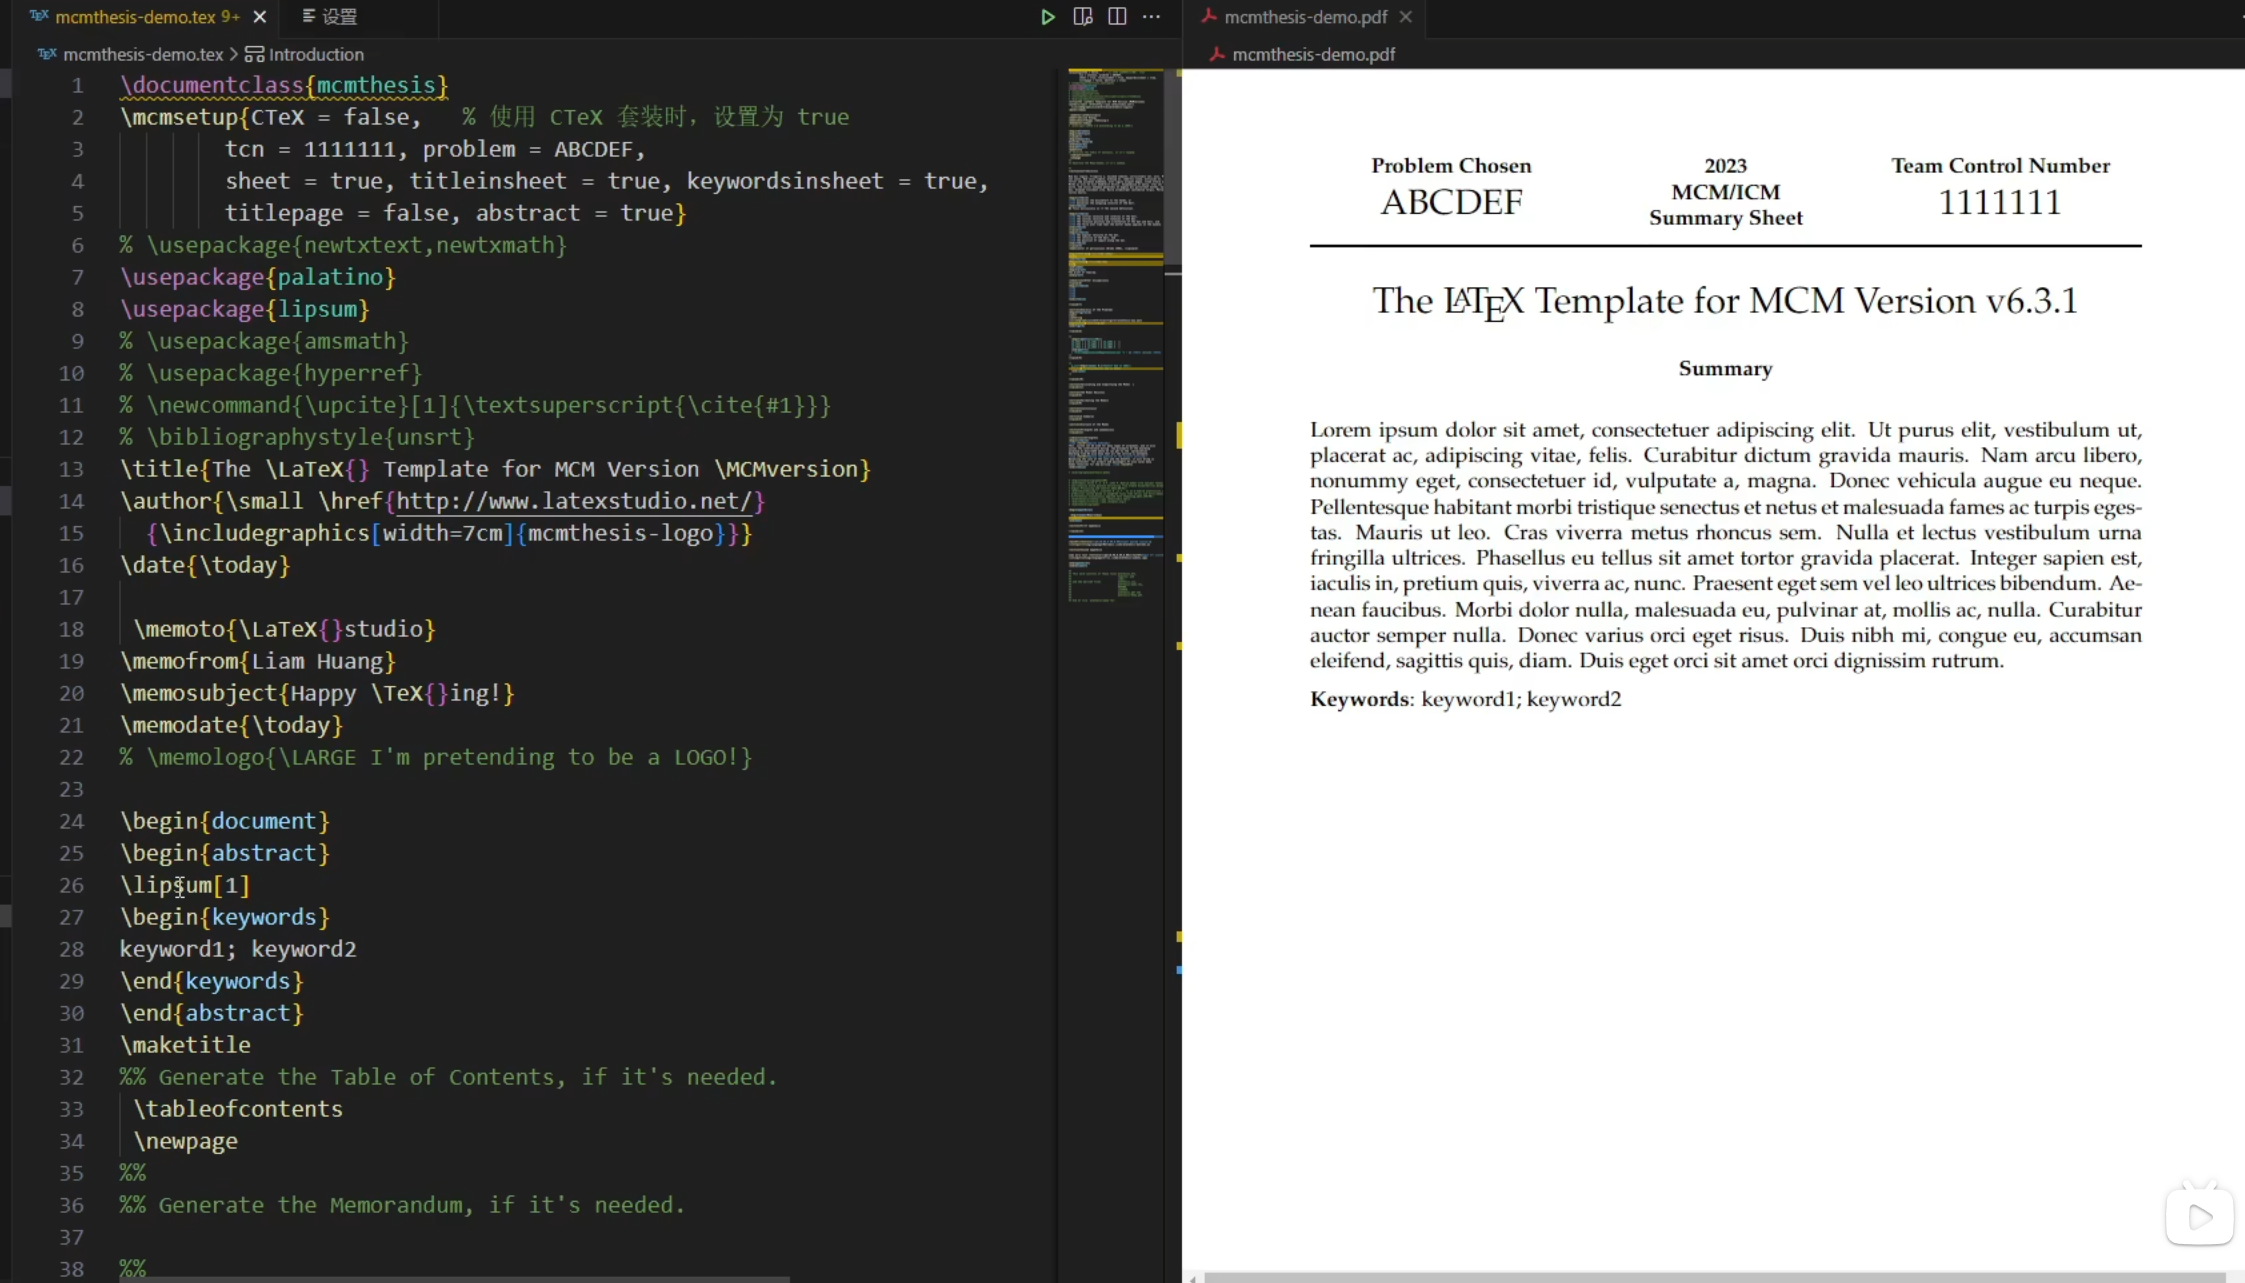 mcmthesis-demo.tex 9+
设置
mcmthesis-demo.tex > Introduction
1 \documentclass{mcmthesis}
2 \mcmsetup{CTeX = false,   % 使用 CTeX 套装时，设置为 true
3         tcn = 1111111, problem = ABCDEF,
4         sheet = true, titleinsheet = true, keywordsinsheet = true,
5         titlepage = false, abstract = true}
6 % \usepackage{newtxtext,newtxmath}
7 \usepackage{palatino}
8 \usepackage{lipsum}
9 % \usepackage{amsmath}
10 % \usepackage{hyperref}
11 % \newcommand{\upcite}[1]{\textsuperscript{\cite{#1}}}
12 % \bibliographystyle{unsrt}
13 \title{The \LaTeX{} Template for MCM Version \MCMversion}
14 \author{\small \href{http://www.latexstudio.net/}
15   {\includegraphics[width=7cm]{mcmthesis-logo}}}
16 \date{\today}
17
18  \memoto{\LaTeX{}studio}
19 \memofrom{Liam Huang}
20 \memosubject{Happy \TeX{}ing!}
21 \memodate{\today}
22 % \memologo{\LARGE I'm pretending to be a LOGO!}
23
24 \begin{document}
25 \begin{abstract}
26 \lipsum[1]
27 \begin{keywords}
28 keyword1; keyword2
29 \end{keywords}
30 \end{abstract}
31 \maketitle
32 %% Generate the Table of Contents, if it's needed.
33  \tableofcontents
34  \newpage
35 %%
36 %% Generate the Memorandum, if it's needed.
37
38 %%
mcmthesis-demo.pdf
mcmthesis-demo.pdf
Problem Chosen
ABCDEF
2023
MCM/ICM
Summary Sheet
Team Control Number
1111111
The LATEX Template for MCM Version v6.3.1
Summary
Lorem ipsum dolor sit amet, consectetuer adipiscing elit. Ut purus elit, vestibulum ut,
placerat ac, adipiscing vitae, felis. Curabitur dictum gravida mauris. Nam arcu libero,
nonummy eget, consectetuer id, vulputate a, magna. Donec vehicula augue eu neque.
Pellentesque habitant morbi tristique senectus et netus et malesuada fames ac turpis eges-
tas. Mauris ut leo. Cras viverra metus rhoncus sem. Nulla et lectus vestibulum urna
fringilla ultrices. Phasellus eu tellus sit amet tortor gravida placerat. Integer sapien est,
iaculis in, pretium quis, viverra ac, nunc. Praesent eget sem vel leo ultrices bibendum. Ae-
nean faucibus. Morbi dolor nulla, malesuada eu, pulvinar at, mollis ac, nulla. Curabitur
auctor semper nulla. Donec varius orci eget risus. Duis nibh mi, congue eu, accumsan
eleifend, sagittis quis, diam. Duis eget orci sit amet orci dignissim rutrum.
Keywords: keyword1; keyword2